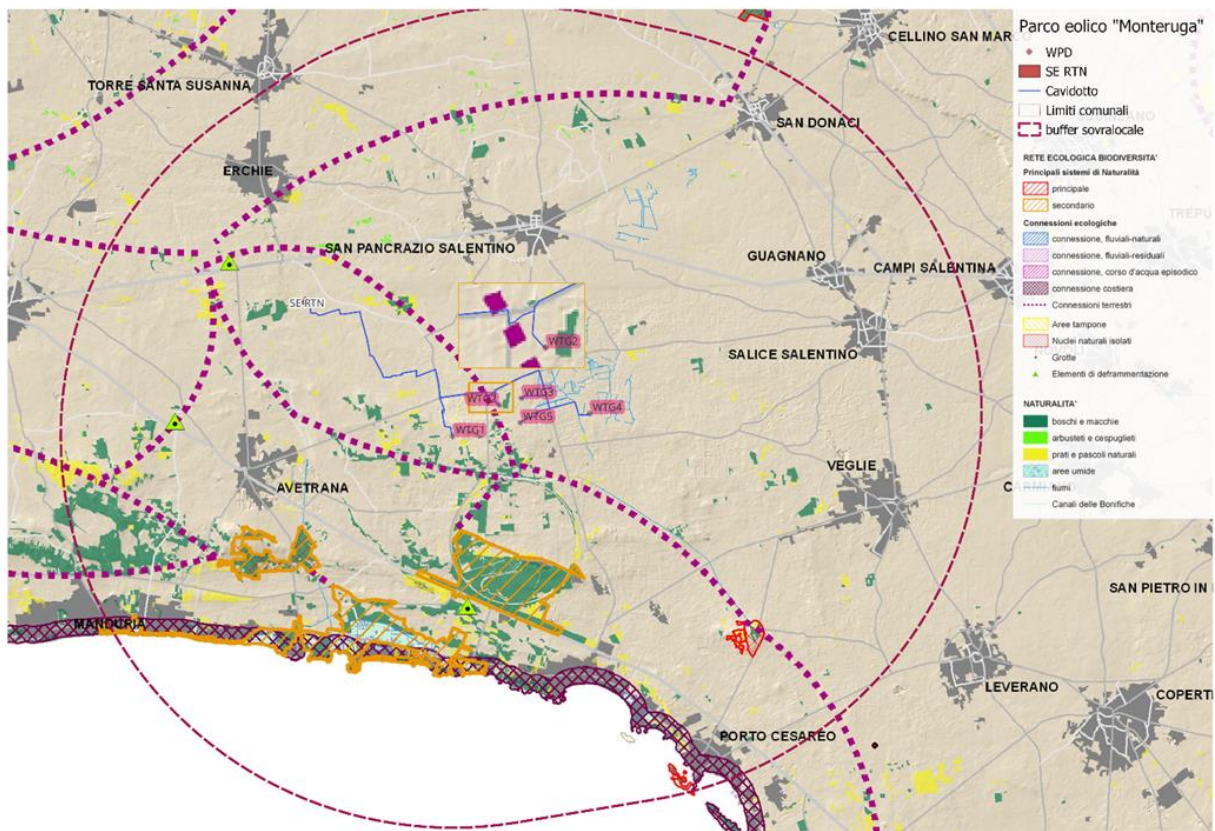 CELLINO SAN MARCO
TORRE SANTA SUSANNA
SAN DONACI
ERCHIE
SAN PANCRAZIO SALENTINO
GUAGNANO
CAMPI SALENTINA
SE RTN
WTG2
SALICE SALENTINO
WTG2
WTG3
WTG4
WTG5
WTG1
VEGLIE
AVETRANA
SAN PIETRO IN
MANDURIA
LEVERANO
COPERTI
PORTO CESAREO
Parco eolico "Monteruga"
WPD
SE RTN
Cavidotto
Limiti comunali
buffer sovralocale
RETE ECOLOGICA BIODIVERSITA'
Principali sistemi di Naturalità
principale
secondario
Connessioni ecologiche
connessione, fluviali-naturali
connessione, fluviali-residuali
connessione, corso d'acqua episodico
connessione costiera
Connessioni terrestri
Aree tampone
Nuclei naturali isolati
Grotte
Elementi di deframmentazione
NATURALITA'
boschi e macchie
arbusteti e cespuglieti
prati e pascoli naturali
aree umide
fiumi
Canali delle Bonifiche